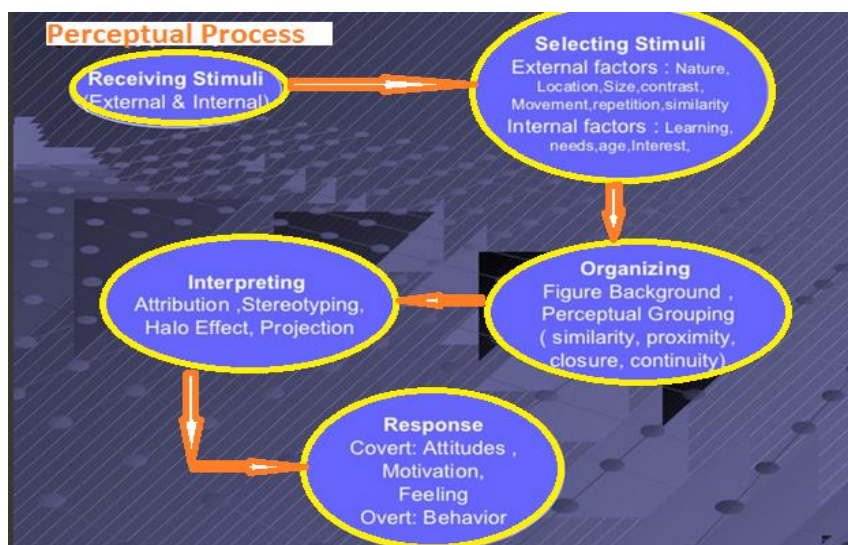 Perceptual Process
Receiving Stimuli
(External & Internal)
Selecting Stimuli
External factors : Nature,
Location,Size,contrast,
Movement,repetition,similarity
Internal factors : Learning,
needs,age,Interest,
Organizing
Figure Background ,
Perceptual Grouping
( similarity, proximity,
closure, continuity)
Interpreting
Attribution ,Stereotyping,
Halo Effect, Projection
Response
Covert: Attitudes ,
Motivation,
Feeling
Overt: Behavior